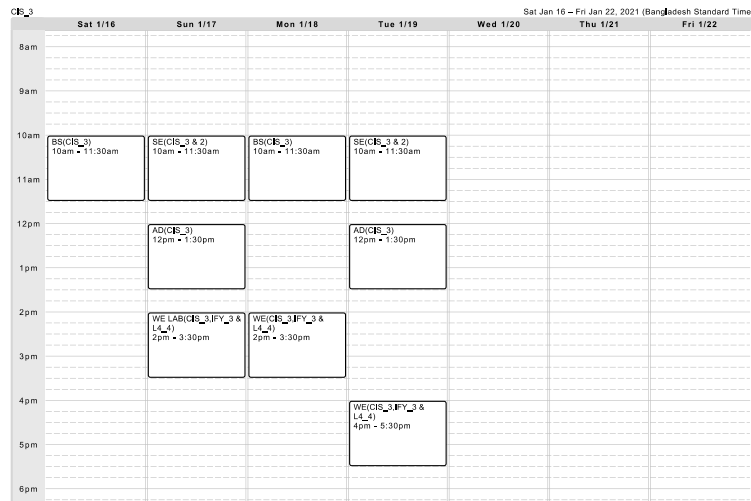 CIS_3
Sat Jan 16 – Fri Jan 22, 2021 (Bangladesh Standard Time
Sat 1/16 Sun 1/17 Mon 1/18 Tue 1/19 Wed 1/20 Thu 1/21 Fri 1/22
8am
9am
10am
BS(CIS_3)
10am - 11:30am
SE(CIS_3 & 2)
10am - 11:30am
BS(CIS_3)
10am - 11:30am
SE(CIS_3 & 2)
10am - 11:30am
11am
12pm
AD(CIS_3)
12pm - 1:30pm
AD(CIS_3)
12pm - 1:30pm
1pm
2pm
WE LAB(CIS_3,IFY_3 &
L4_4)
2pm - 3:30pm
WE(CIS_3,IFY_3 &
L4_4)
2pm - 3:30pm
3pm
4pm
WE(CIS_3,IFY_3 &
L4_4)
4pm - 5:30pm
5pm
6pm